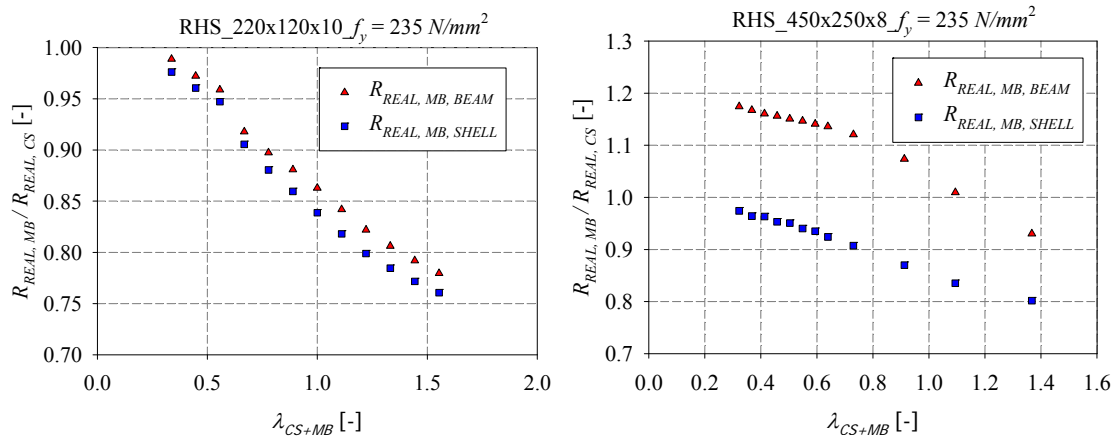 RHS_220x120x10_f_y = 235 N/mm²
1.00
0.95
0.90
0.85
0.80
0.75
0.70
R_REAL, MB / R_REAL, CS [-]
R_REAL, MB, BEAM
R_REAL, MB, SHELL
0.0 0.5 1.0 1.5 2.0
λ_CS+MB [-]
RHS_450x250x8_f_y = 235 N/mm²
1.3
1.2
1.1
1.0
0.9
0.8
0.7
R_REAL, MB / R_REAL, CS [-]
R_REAL, MB, BEAM
R_REAL, MB, SHELL
0.0 0.2 0.4 0.6 0.8 1.0 1.2 1.4 1.6
λ_CS+MB [-]